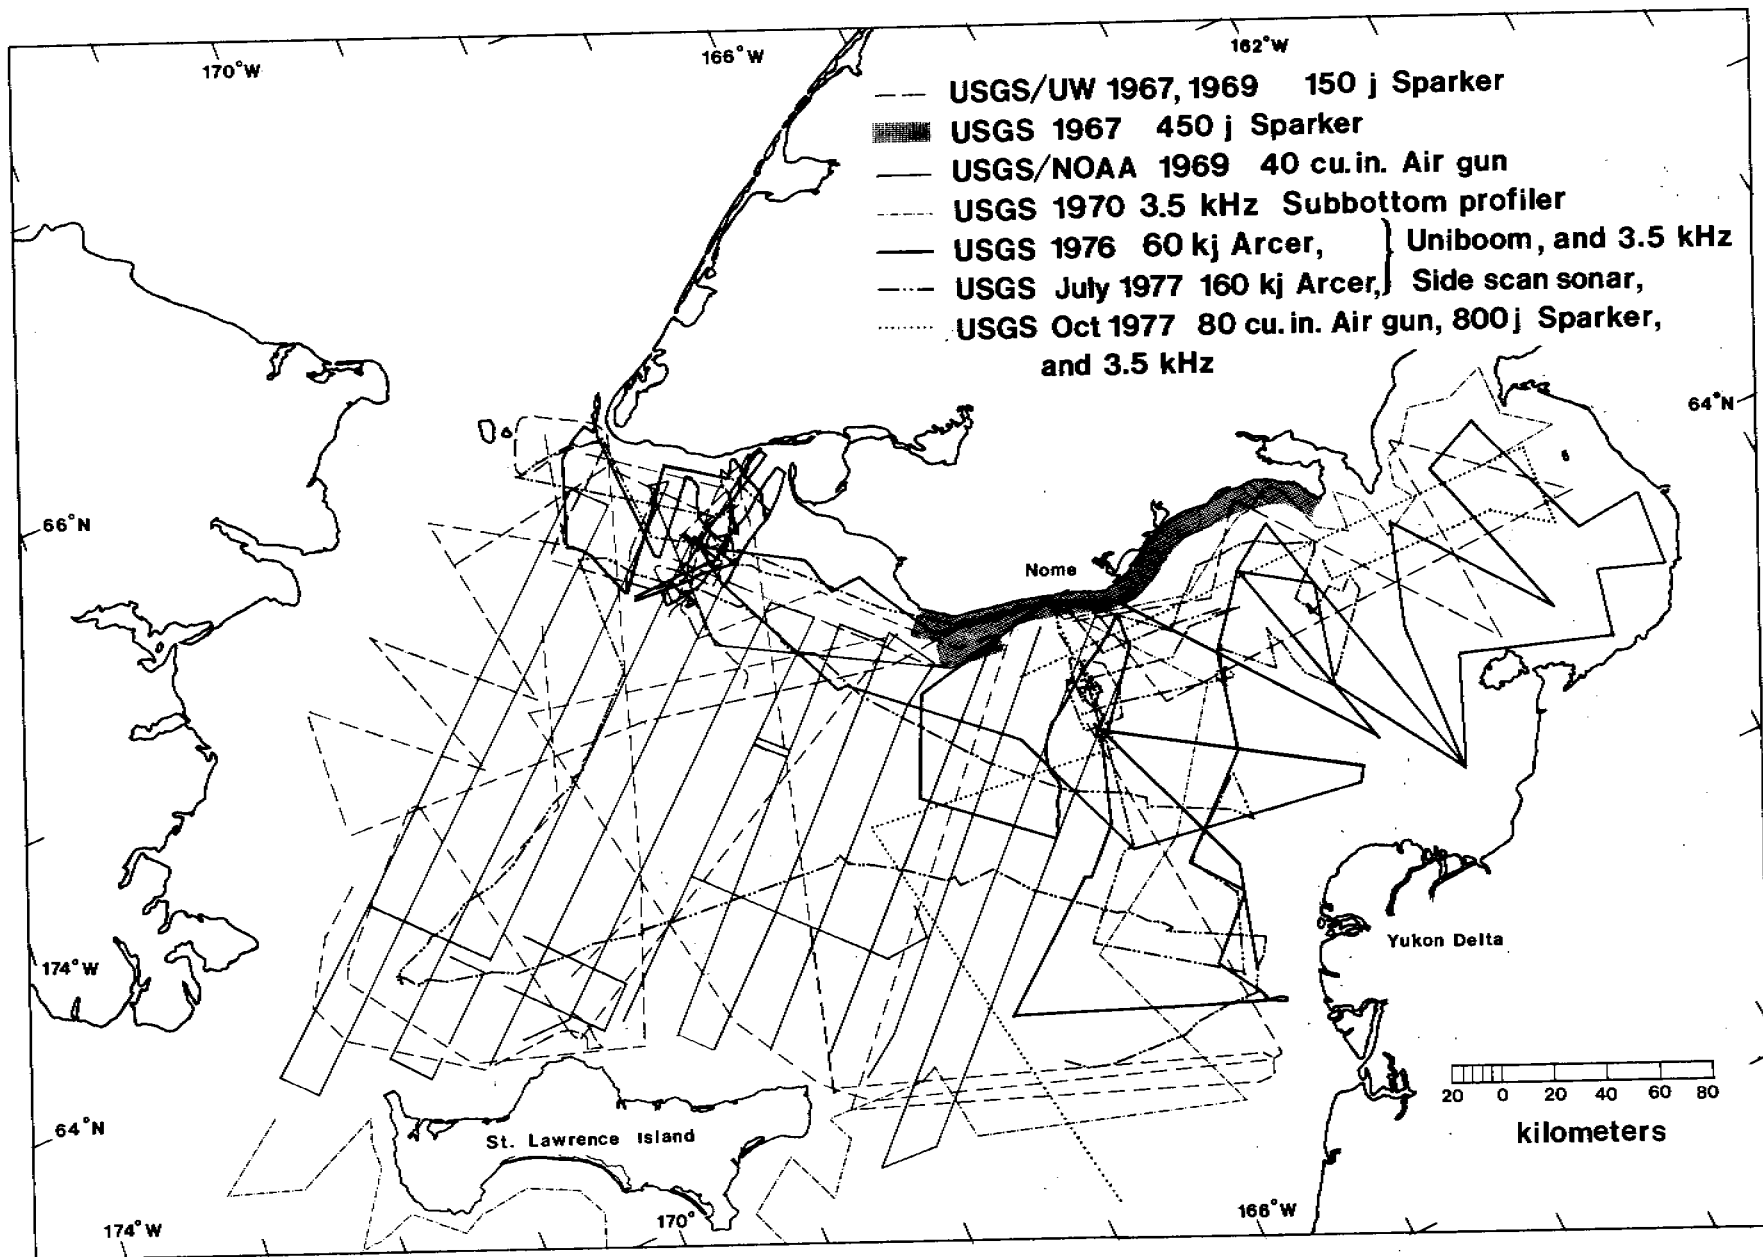 170°W
166°W
162°W
USGS/UW 1967, 1969 150 j Sparker
USGS 1967 450 j Sparker
USGS/NOAA 1969 40 cu.in. Air gun
USGS 1970 3.5 kHz Subbottom profiler
USGS 1976 60 kj Arcer, } Uniboom, and 3.5 kHz
USGS July 1977 160 kj Arcer, Side scan sonar,
USGS Oct 1977 80 cu.in. Air gun, 800 j Sparker,
and 3.5 kHz
64°N
66°N
Nome
Yukon Delta
174°W
20 0 20 40 60 80
kilometers
64°N
St. Lawrence Island
174°W
170°
166°W